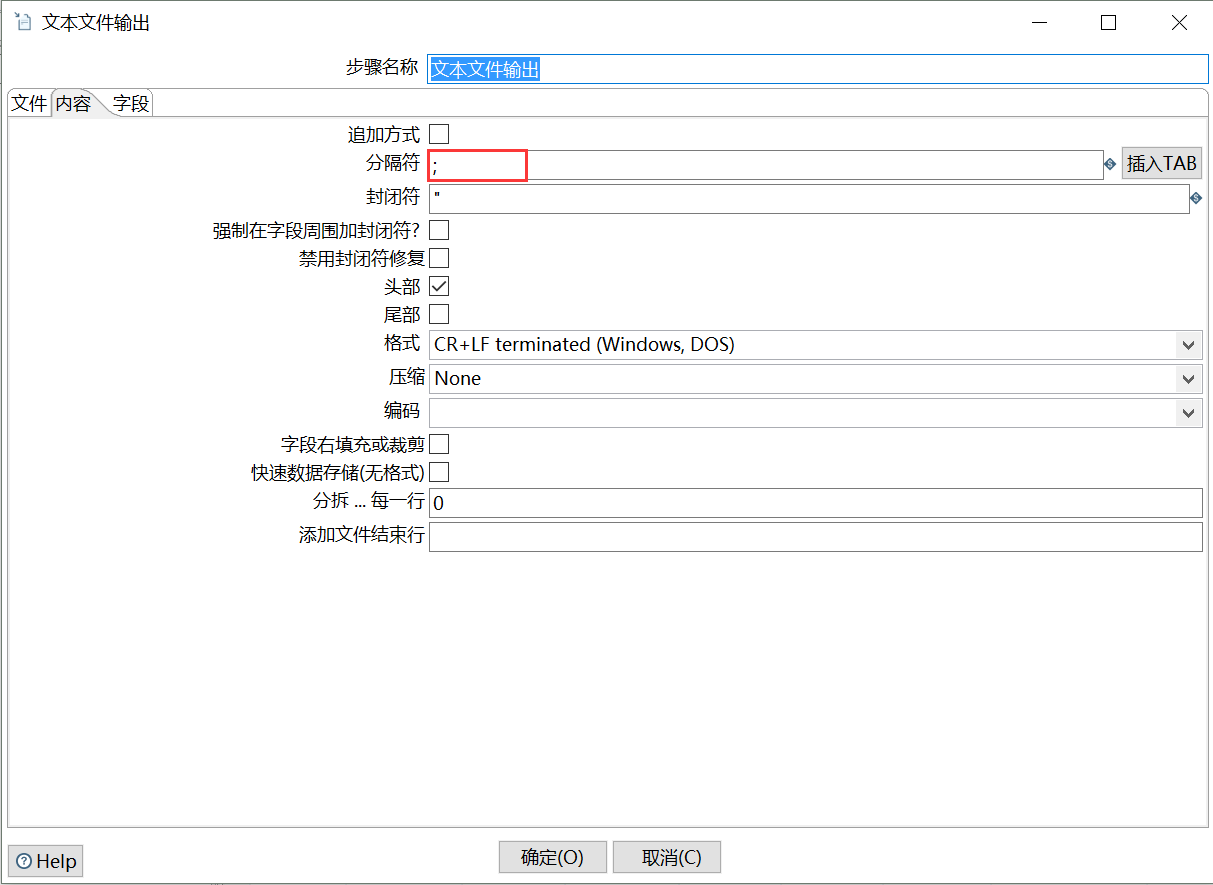 文本文件输出
步骤名称 文本文件输出
文件 内容 字段
追加方式
分隔符 ; 插入TAB
封闭符 "
强制在字段周围加封闭符?
禁用封闭符修复
头部
尾部
格式 CR+LF terminated (Windows, DOS)
压缩 None
编码
字段右填充或裁剪
快速数据存储(无格式)
分拆 ... 每一行 0
添加文件结束行
Help 确定(O) 取消(C)